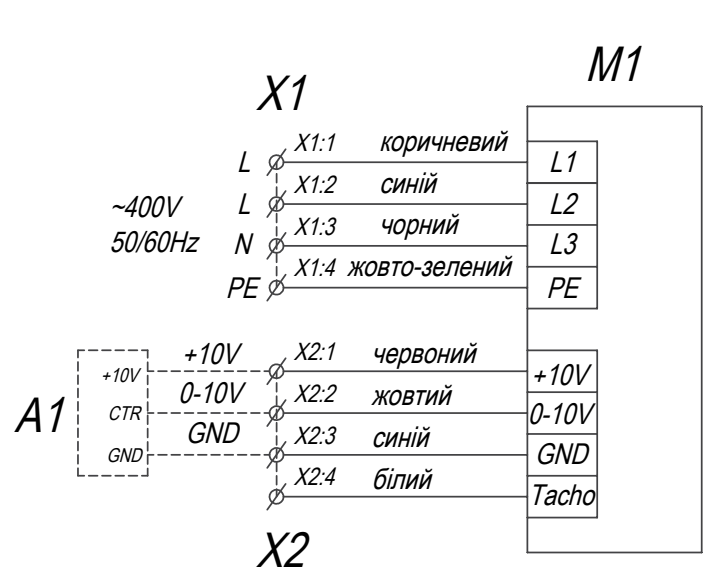 M1
X1
L X1:1 коричневий L1
L X1:2 синій L2
~400V
50/60Hz
N X1:3 чорний L3
PE X1:4 жовто-зелений PE
A1
+10V +10V X2:1 червоний +10V
CTR 0-10V X2:2 жовтий 0-10V
GND GND X2:3 синій GND
X2:4 білий Tacho
X2